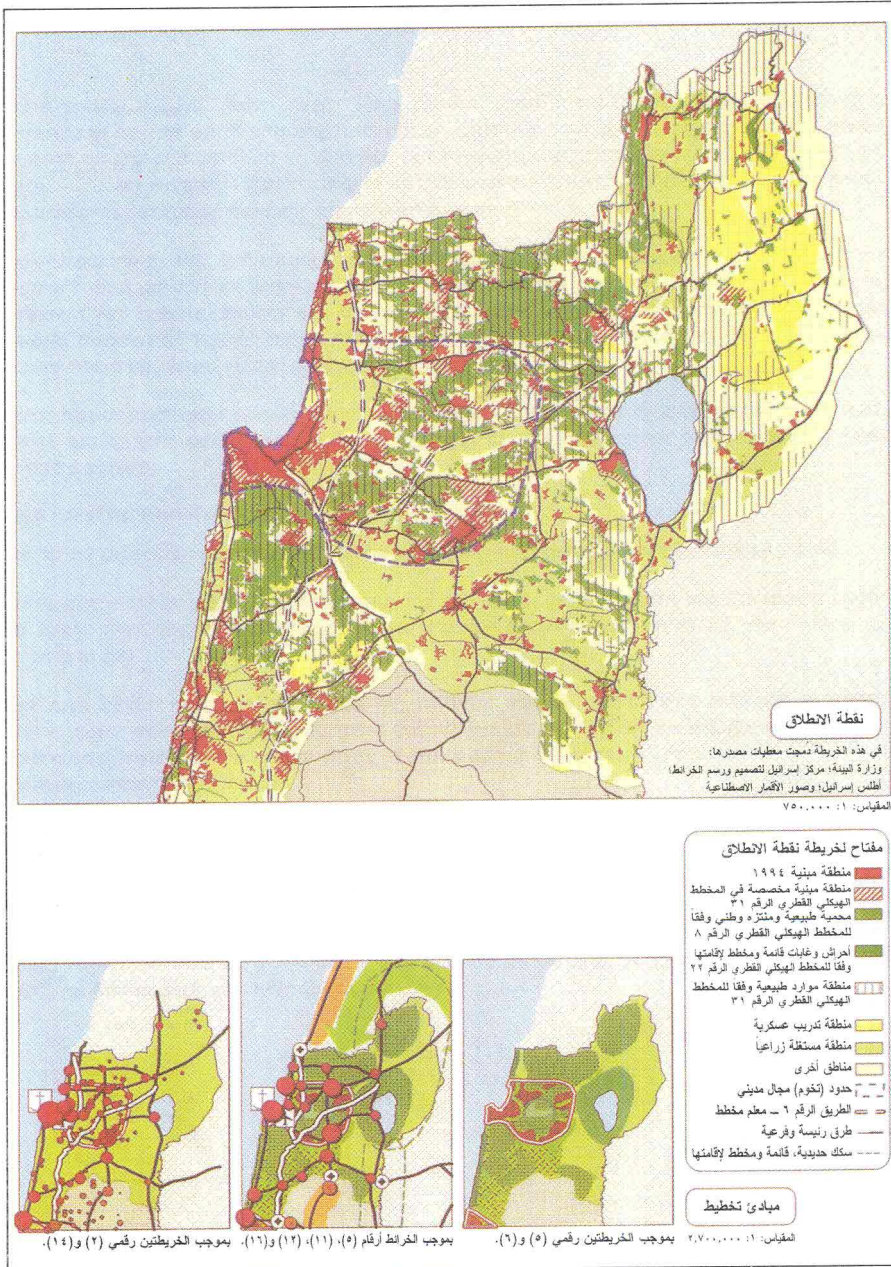 نقطة الانطلاق
في هذه الخريطة دمجت معطيات مصدرها:
وزارة البيئة؛ مركز إسرائيل لتصميم ورسم الخرائط؛
أطلس إسرائيل؛ وصور الأقمار الاصطناعية
المقياس: ١: ٧٥٠,٠٠٠
مفتاح لخريطة نقطة الانطلاق
منطقة مبنية ١٩٩٤
منطقة مبنية مخصصة في المخطط
الهيكلي القطري الرقم ٣١
محمية طبيعية ومنتزه وطني وفقاً
للمخطط الهيكلي القطري الرقم ٨
أحراش وغابات قائمة ومخطط لإقامتها
وفقا للمخطط الهيكلي القطري الرقم ٢٢
منطقة موارد طبيعية وفقا للمخطط
الهيكلي القطري الرقم ٣١
منطقة تدريب عسكرية
منطقة مستغلة زراعياً
مناطق أخرى
حدود (تخوم) مجال مديني
الطريق الرقم ٦ ــ معلم مخطط
طرق رئيسة وفرعية
سكك حديدية، قائمة ومخطط لإقامتها
مبادئ تخطيط
المقياس: ١: ٢,٧٠٠,٠٠٠
بموجب الخريطتين رقمي (٥) و(٦).
بموجب الخرائط أرقام (٥)، (١١)، (١٢) و(١٦).
بموجب الخريطتين رقمي (٢) و(١٤).